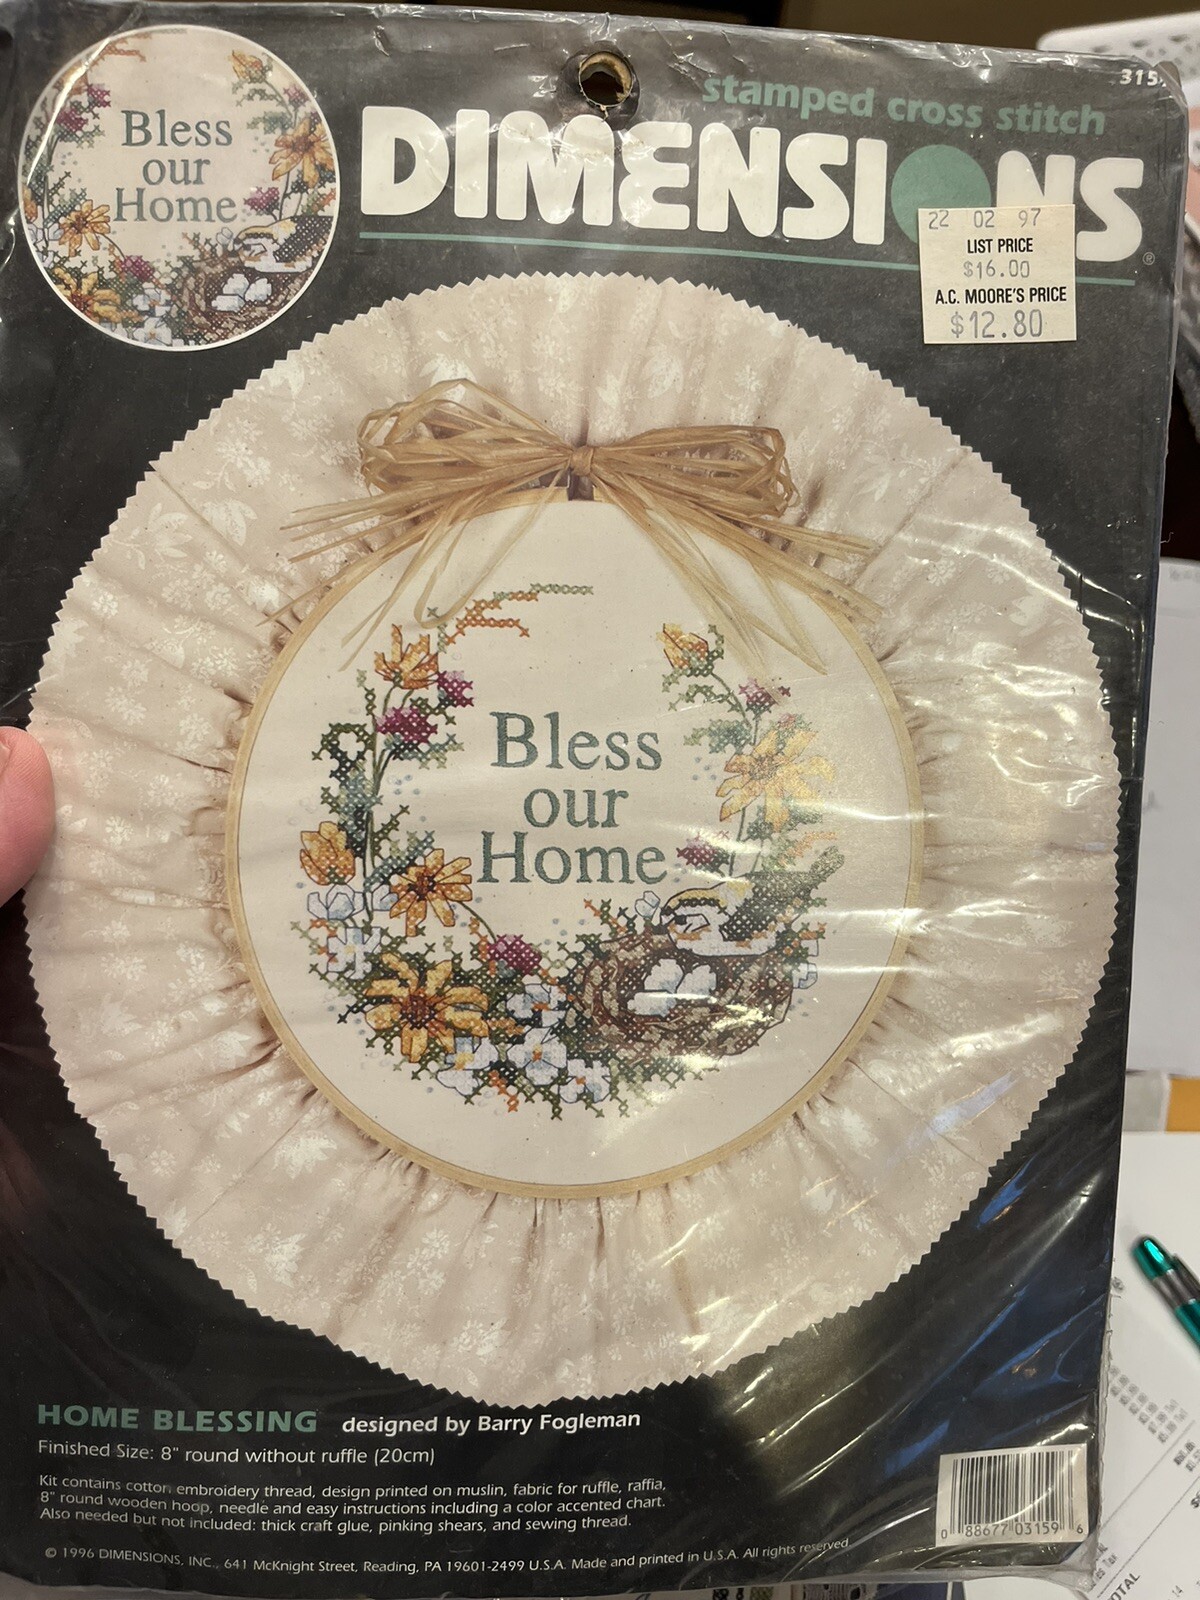 Bless
our
Home
315
stamped cross stitch
DIMENSIONS®
22 02 97
LIST PRICE
$16.00
A.C. MOORE'S PRICE
$12.80
Bless
our
Home
HOME BLESSING designed by Barry Fogleman
Finished Size: 8" round without ruffle (20cm)
Kit contains cotton embroidery thread, design printed on muslin, fabric for ruffle, raffia,
8" round wooden hoop, needle and easy instructions including a color accented chart.
Also needed but not included: thick craft glue, pinking shears, and sewing thread.
© 1996 DIMENSIONS, INC., 641 McKnight Street, Reading, PA 19601-2499 U.S.A. Made and printed in U.S.A. All rights reserved
0 88677 03159 6